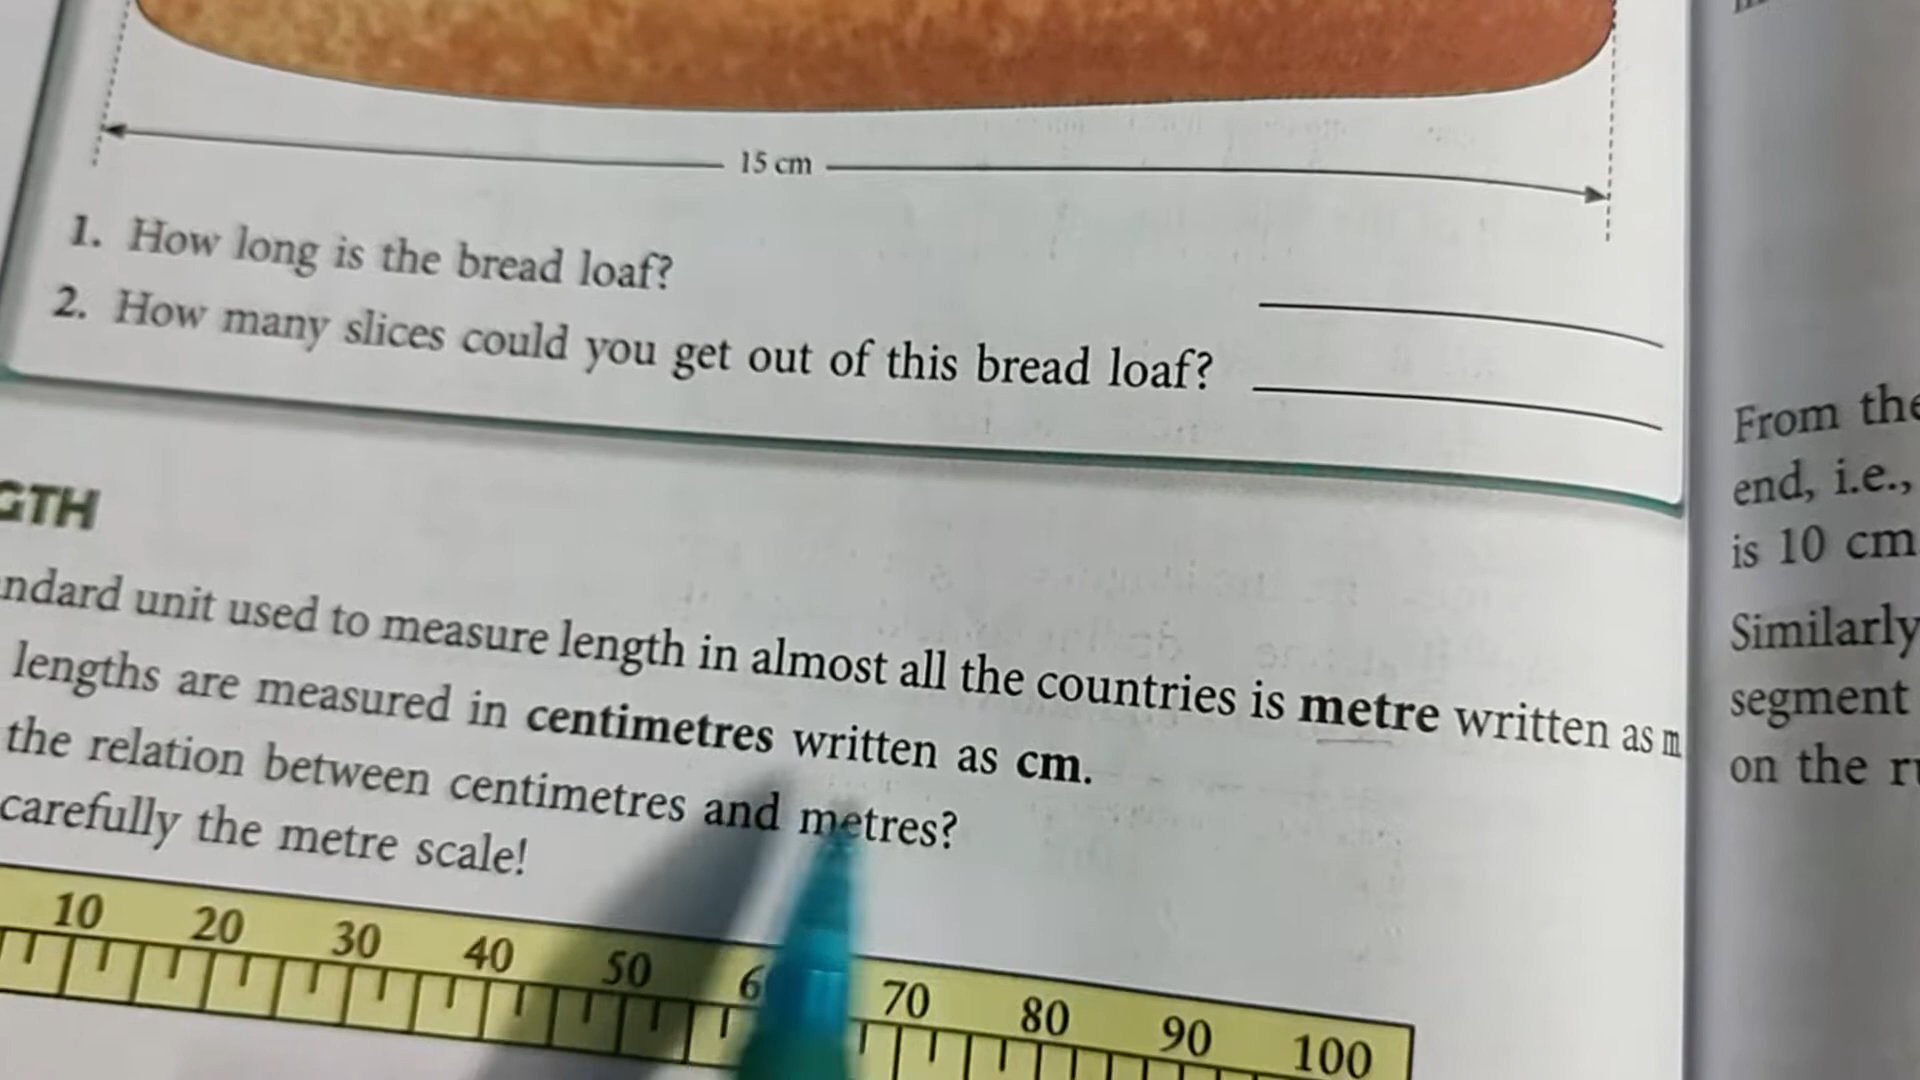 15 cm
1. How long is the bread loaf?
2. How many slices could you get out of this bread loaf?
GTH
ndard unit used to measure length in almost all the countries is metre written as m
lengths are measured in centimetres written as cm.
the relation between centimetres and metres?
carefully the metre scale!
10 20 30 40 50 6 70 80 90 100
From the
end, i.e.,
is 10 cm
Similarly
segment
on the ru